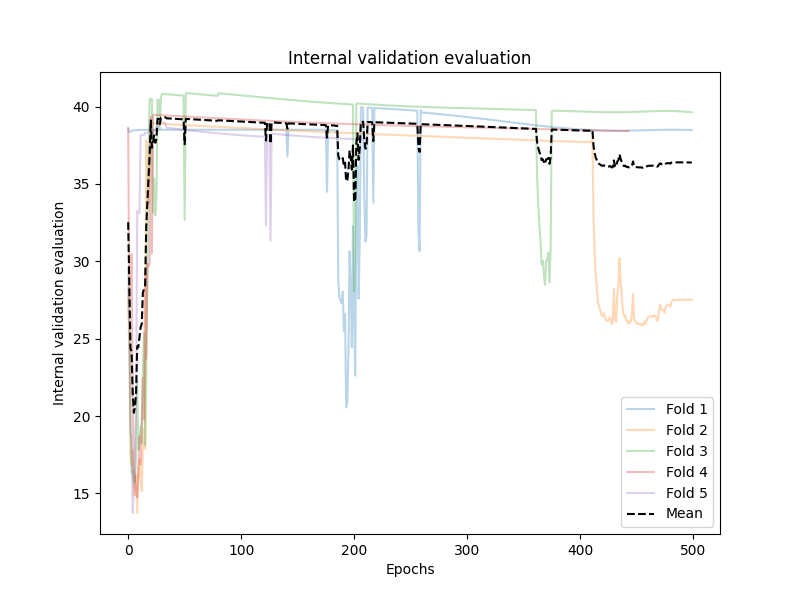 Internal validation evaluation
Internal validation evaluation
40
35
30
25
20
15
0
100
200
300
400
500
Epochs
Fold 1
Fold 2
Fold 3
Fold 4
Fold 5
Mean